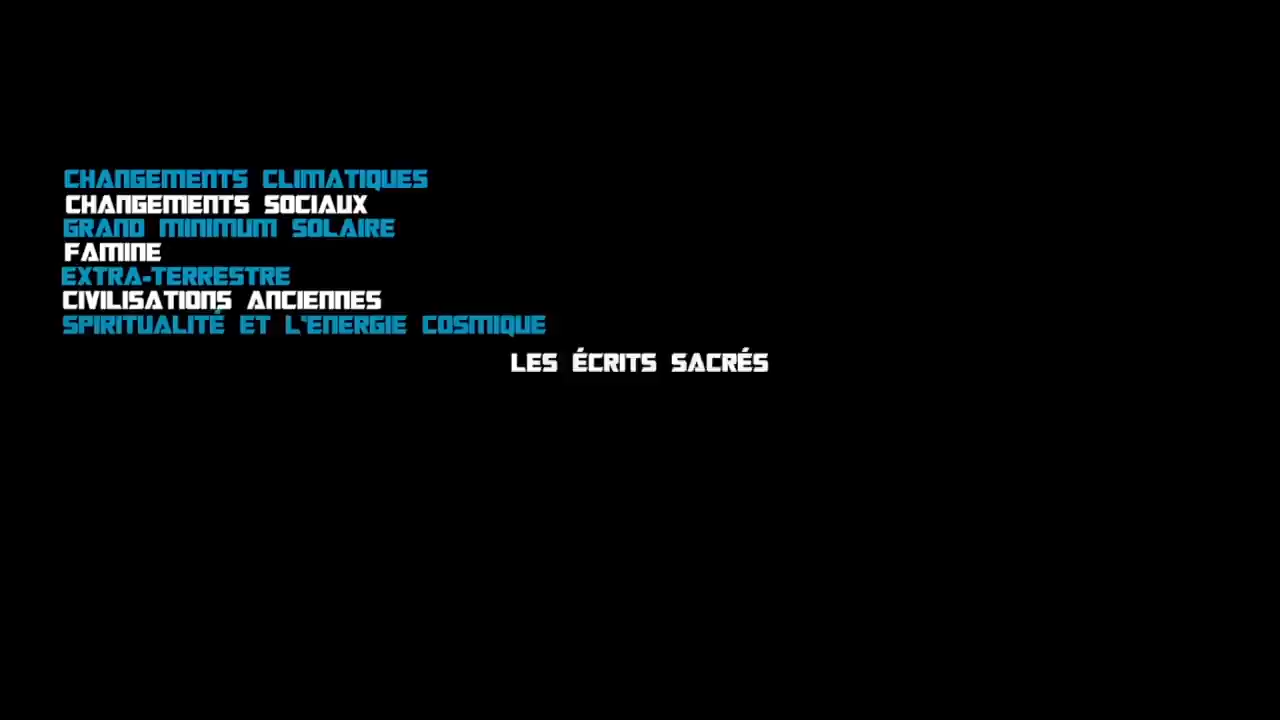 CHANGEMENTS CLIMATIQUES
CHANGEMENTS SOCIAUX
GRAND MINIMUM SOLAIRE
FAMINE
EXTRA-TERRESTRE
CIVILISATIONS ANCIENNES
SPIRITUALITÉ ET L'ENERGIE COSMIQUE
LES ÉCRITS SACRÉS